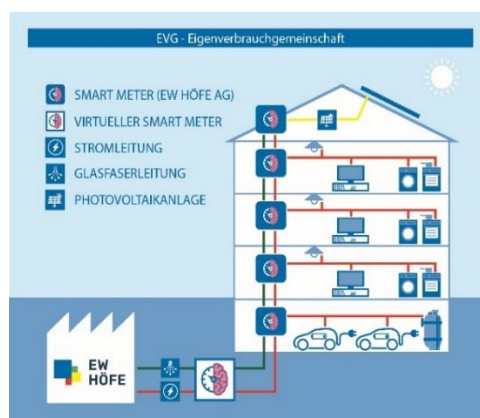 EVG - Eigenverbrauchgemeinschaft
SMART METER (EW HÖFE AG)
VIRTUELLER SMART METER
STROMLEITUNG
GLASFASERLEITUNG
PHOTOVOLTAIKANLAGE
EW
HÖFE